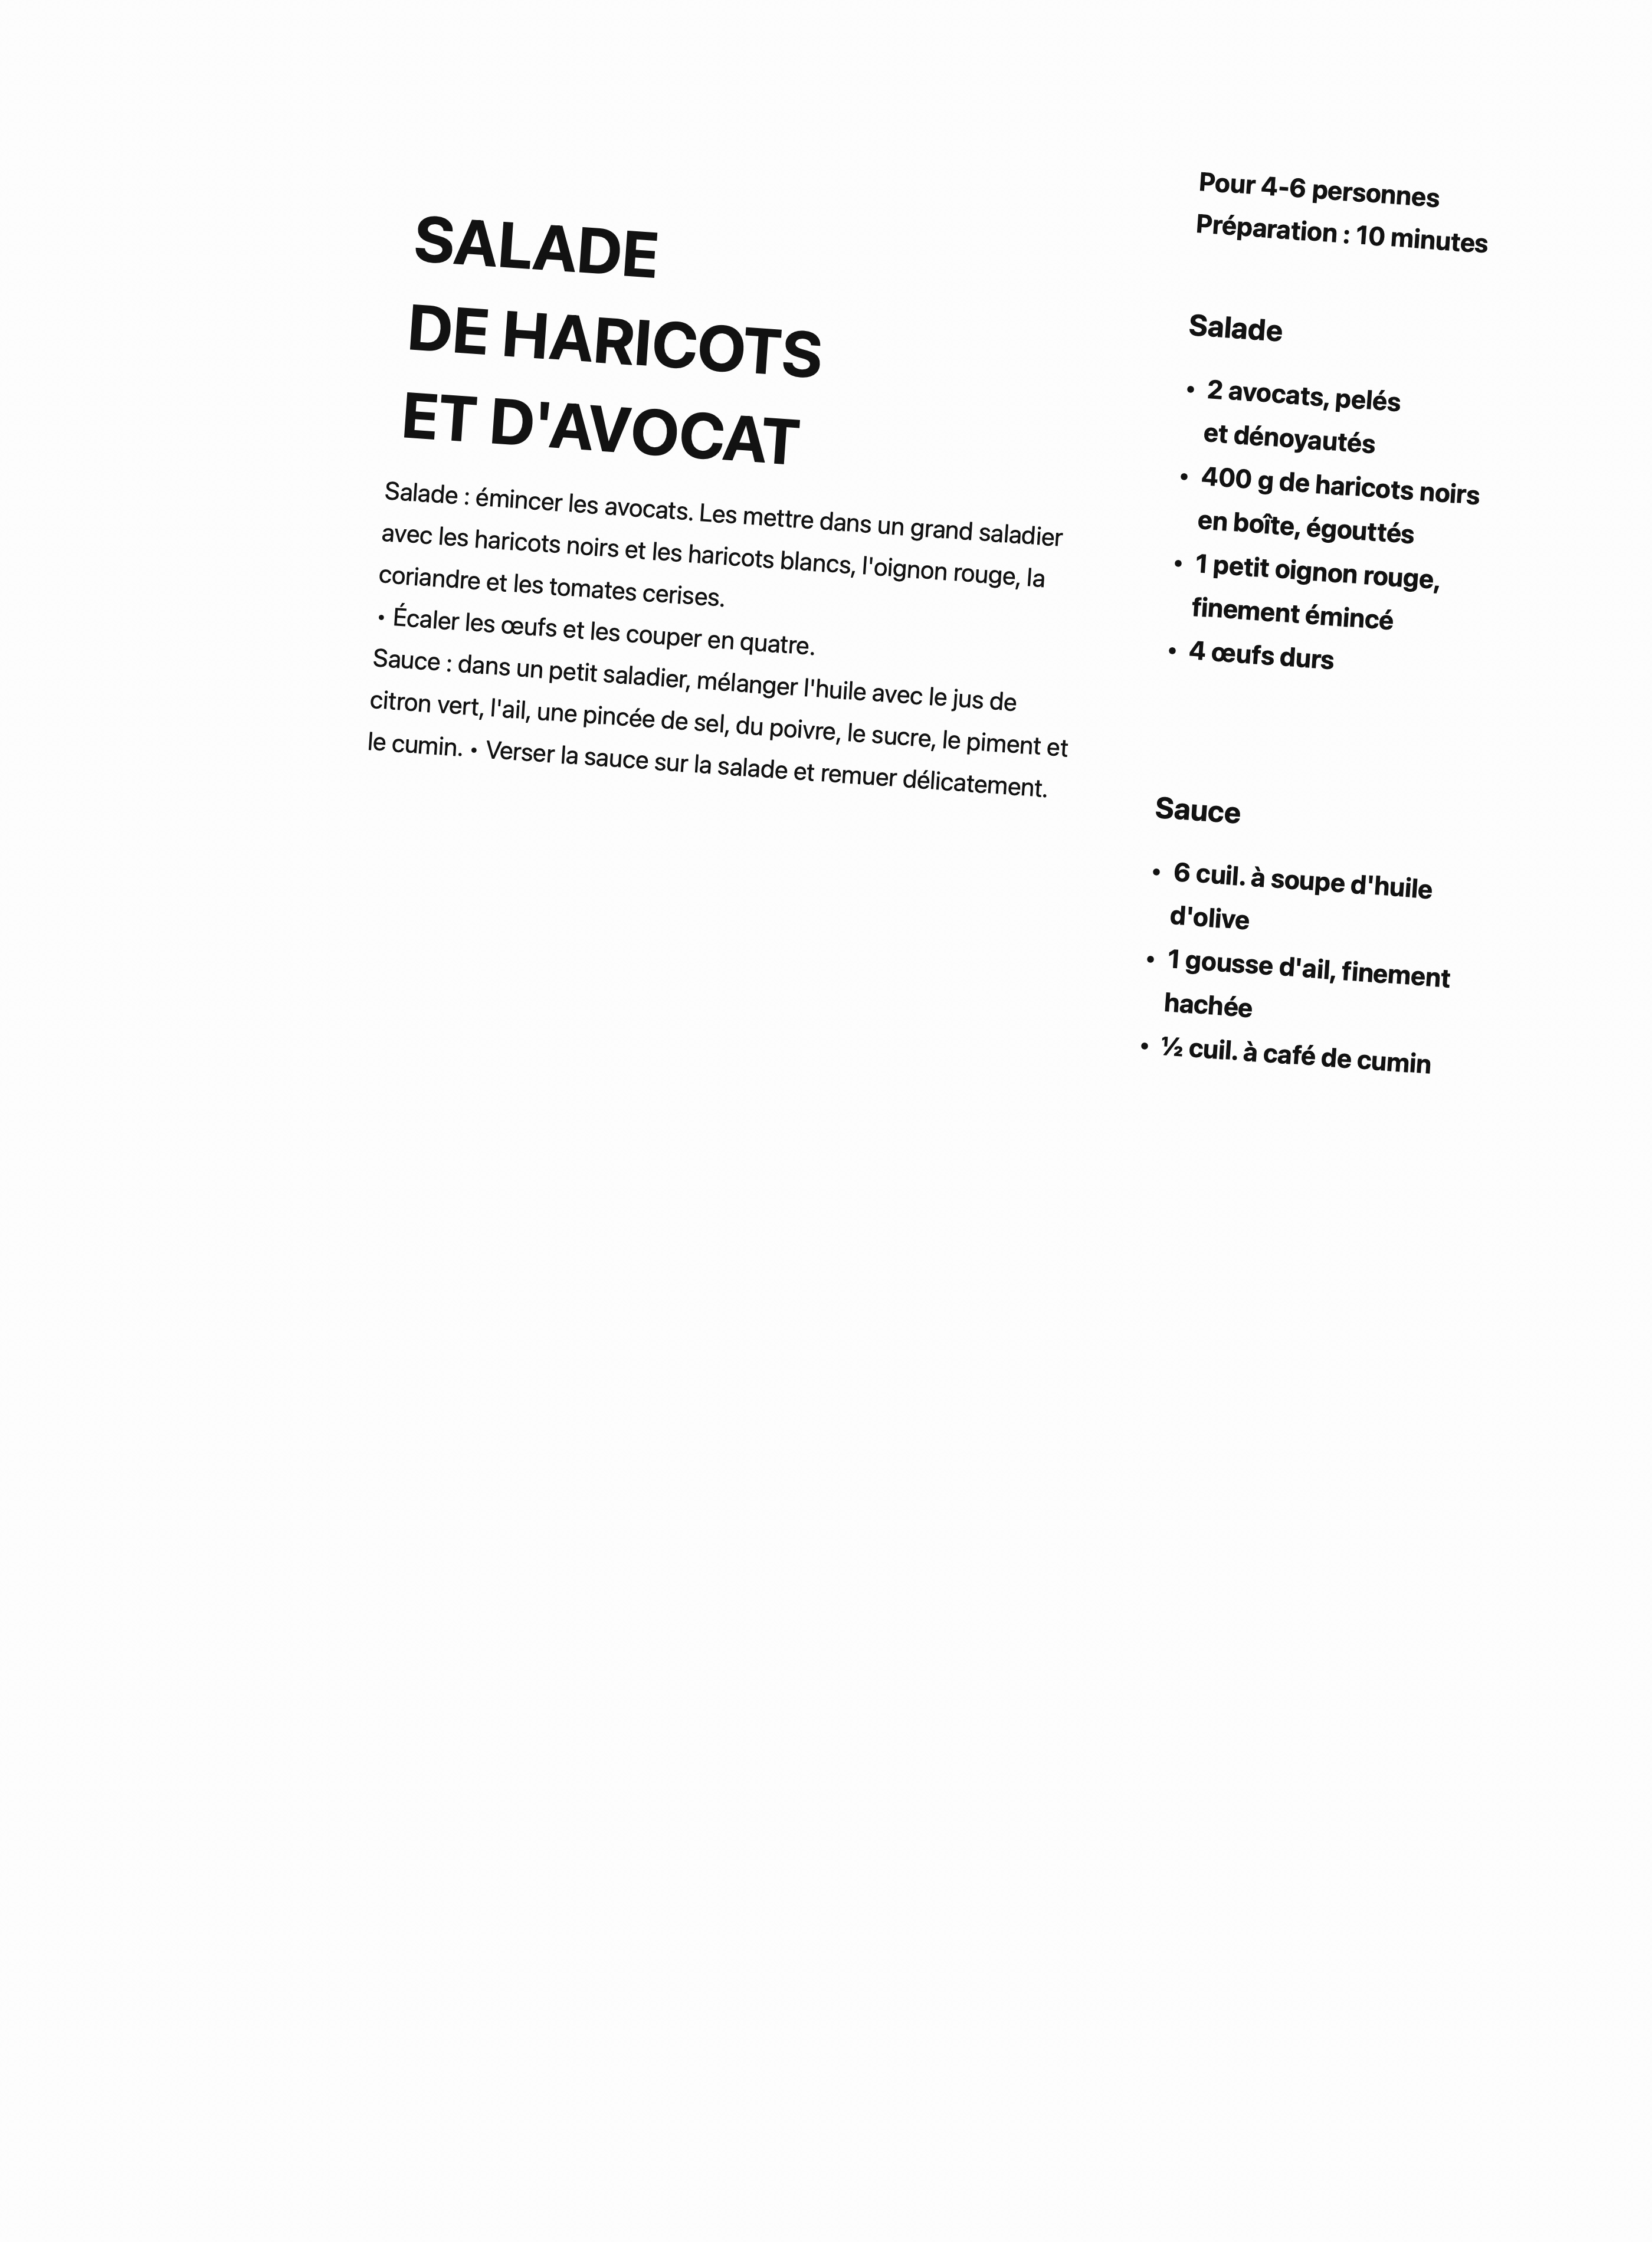 SALADE
DE HARICOTS
ET D'AVOCAT
Salade : émincer les avocats. Les mettre dans un grand saladier
avec les haricots noirs et les haricots blancs, l'oignon rouge, la
coriandre et les tomates cerises.
• Écaler les œufs et les couper en quatre.
Sauce : dans un petit saladier, mélanger l'huile avec le jus de
citron vert, l'ail, une pincée de sel, du poivre, le sucre, le piment et
le cumin. • Verser la sauce sur la salade et remuer délicatement.
Pour 4-6 personnes
Préparation : 10 minutes
Salade
• 2 avocats, pelés
et dénoyautés
• 400 g de haricots noirs
en boîte, égouttés
• 1 petit oignon rouge,
finement émincé
• 4 œufs durs
Sauce
• 6 cuil. à soupe d'huile
d'olive
• 1 gousse d'ail, finement
hachée
• ½ cuil. à café de cumin